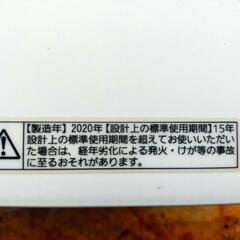 【製造年】2020年【設計上の標準使用期間】15年
設計上の標準使用期間を超えてお使いいただい
た場合は、経年劣化による発火・けが等の事故
に至るおそれがあります。